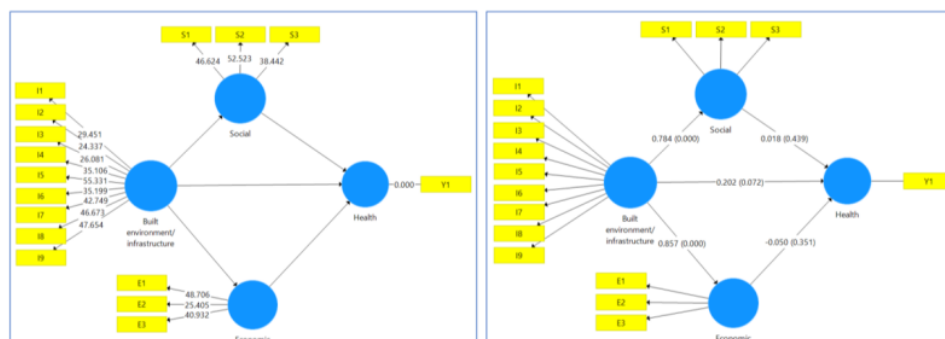 S1 S2 S3
46.624 52.523 38.442
Social
I1
I2
I3
I4
I5
I6
I7
I8
I9
29.451
24.337
26.081
35.106
55.331
35.199
42.749
46.673
47.654
Built
environment/
infrastructure
0.000
Y1
Health
E1
E2
E3
48.706
25.405
40.932
Economic
S1 S2 S3
Social
I1
I2
I3
I4
I5
I6
I7
I8
I9
0.784 (0.000)
0.018 (0.439)
0.202 (0.072)
Y1
Built
environment/
infrastructure
Health
0.857 (0.000)
-0.050 (0.351)
E1
E2
E3
Economic